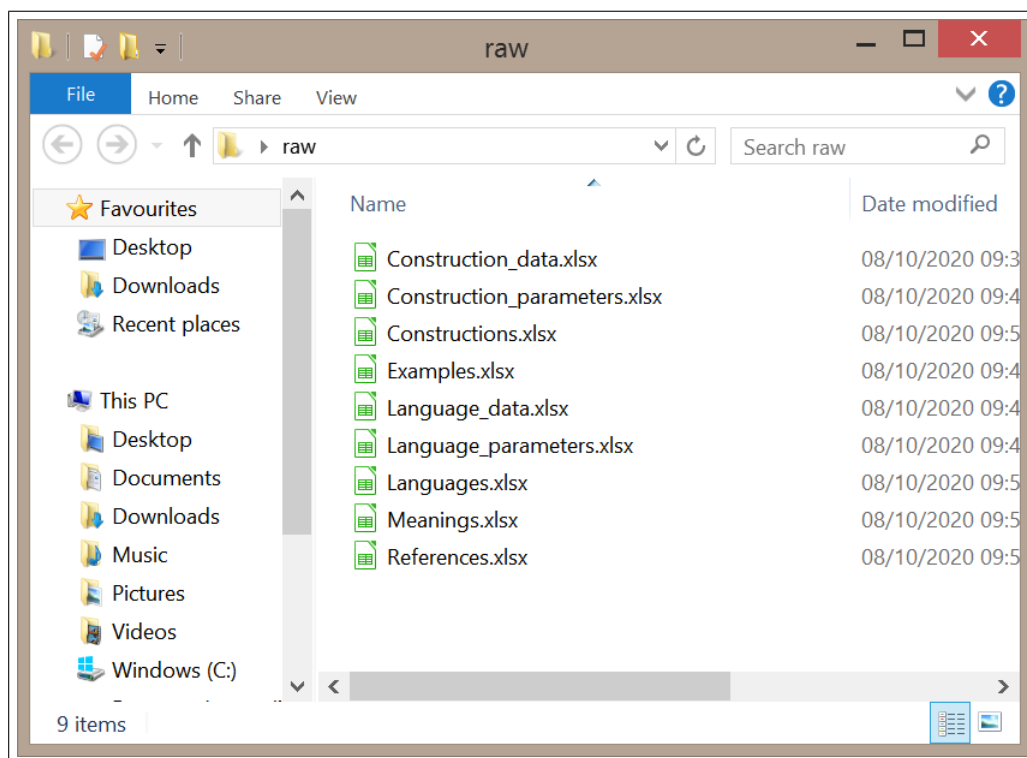 raw
File Home Share View
raw Search raw
Name Date modified
Favourites
Desktop
Downloads
Recent places
This PC
Desktop
Documents
Downloads
Music
Pictures
Videos
Windows (C:)
Construction_data.xlsx 08/10/2020 09:3
Construction_parameters.xlsx 08/10/2020 09:4
Constructions.xlsx 08/10/2020 09:5
Examples.xlsx 08/10/2020 09:4
Language_data.xlsx 08/10/2020 09:4
Language_parameters.xlsx 08/10/2020 09:4
Languages.xlsx 08/10/2020 09:5
Meanings.xlsx 08/10/2020 09:5
References.xlsx 08/10/2020 09:5
9 items